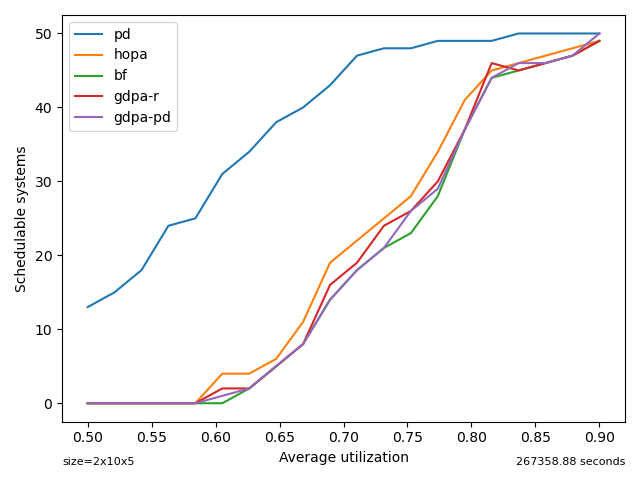 pd
hopa
bf
gdpa-r
gdpa-pd
Schedulable systems
50
40
30
20
10
0
0.50 0.55 0.60 0.65 0.70 0.75 0.80 0.85 0.90
Average utilization
size=2x10x5
267358.88 seconds